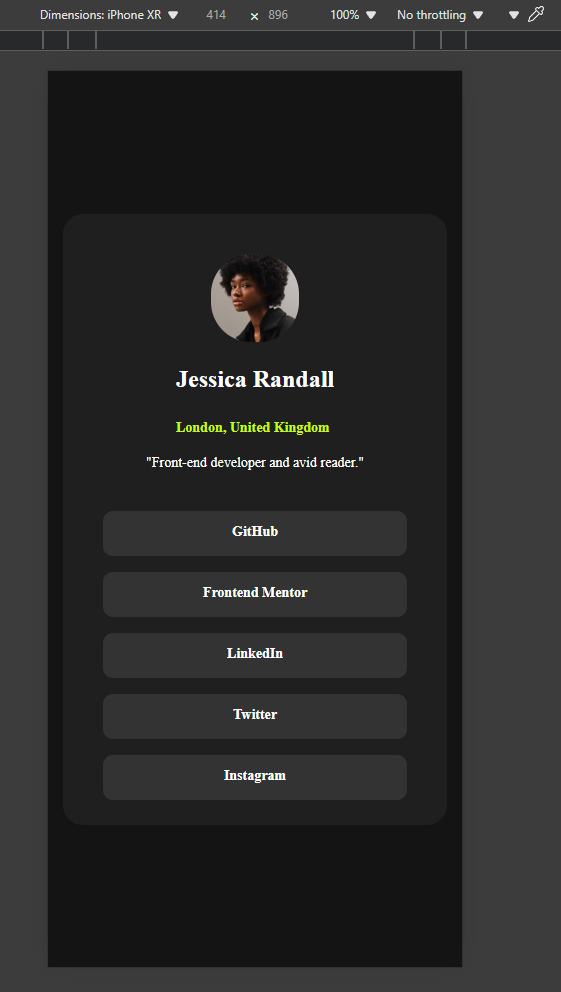 Dimensions: iPhone XR 414 × 896 100% No throttling
Jessica Randall
London, United Kingdom
"Front-end developer and avid reader."
GitHub
Frontend Mentor
LinkedIn
Twitter
Instagram